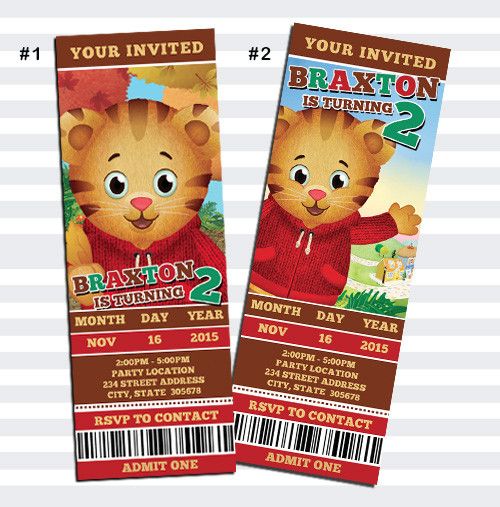 #1
YOUR INVITED
BRAXTON
IS TURNING 2
MONTH DAY YEAR
NOV 16 2015
2:00PM - 5:00PM
PARTY LOCATION
234 STREET ADDRESS
CITY, STATE 305678
RSVP TO CONTACT
ADMIT ONE
#2
YOUR INVITED
BRAXTON
IS TURNING 2
MONTH DAY YEAR
NOV 16 2015
2:00PM - 5:00PM
PARTY LOCATION
234 STREET ADDRESS
CITY, STATE 305678
RSVP TO CONTACT
ADMIT ONE